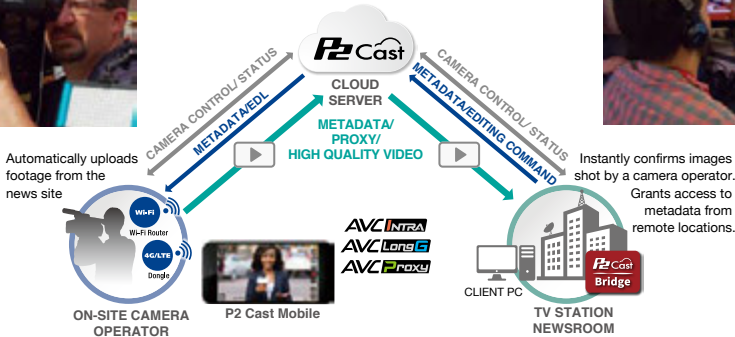 P2 Cast
CLOUD
SERVER
CAMERA CONTROL/ STATUS
METADATA/EDL
CAMERA CONTROL/ STATUS
METADATA/EDITING COMMAND
METADATA/
PROXY/
HIGH QUALITY VIDEO
Automatically uploads
footage from the
news site
Instantly confirms images
shot by a camera operator.
Grants access to
metadata from
remote locations.
Wi-Fi
Wi-Fi Router
4G/LTE
Dongle
AVC INTRA
AVC LongG
AVC Proxy
P2 Cast Mobile
CLIENT PC
P2 Cast
Bridge
ON-SITE CAMERA
OPERATOR
TV STATION
NEWSROOM